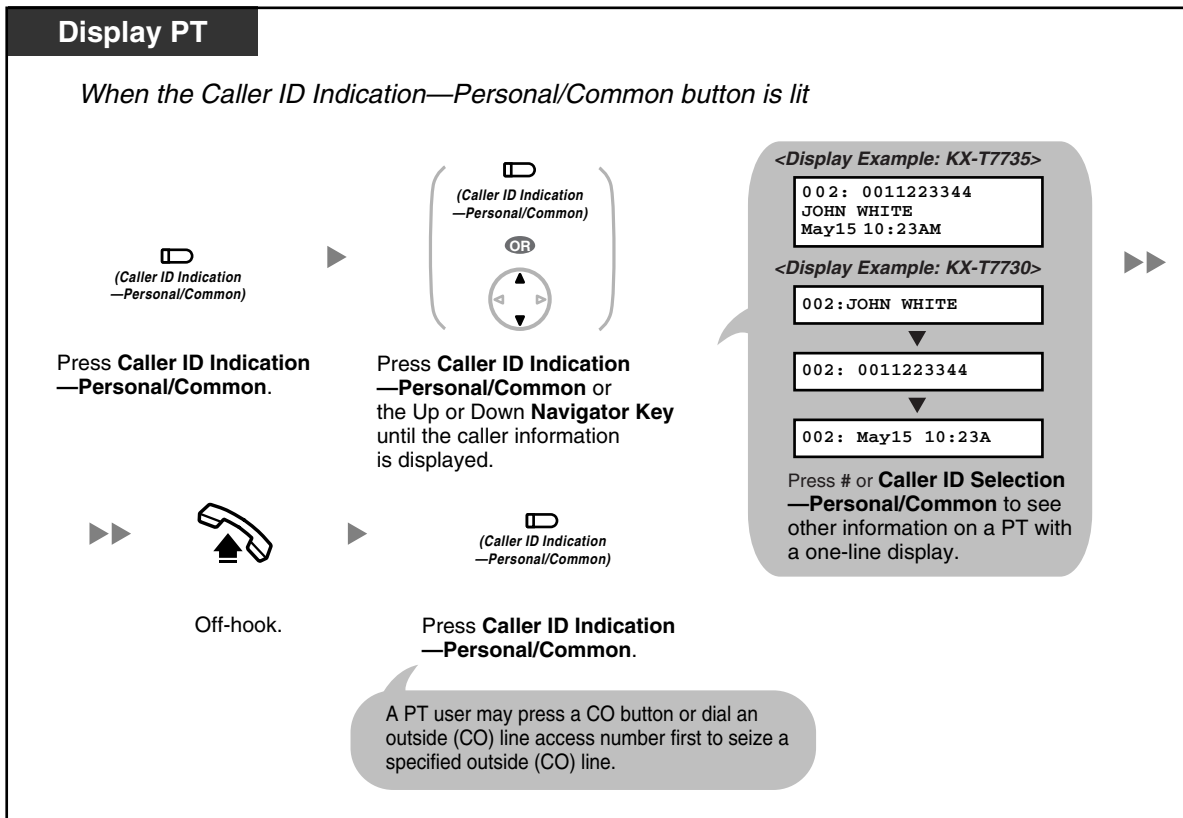 Display PT
When the Caller ID Indication—Personal/Common button is lit
(Caller ID Indication
—Personal/Common)
Press Caller ID Indication
—Personal/Common.
(Caller ID Indication
—Personal/Common)
OR
Press Caller ID Indication
—Personal/Common or
the Up or Down Navigator Key
until the caller information
is displayed.
<Display Example: KX-T7735>
002: 0011223344
JOHN WHITE
May15 10:23AM
<Display Example: KX-T7730>
002:JOHN WHITE
002: 0011223344
002: May15 10:23A
Press # or Caller ID Selection
—Personal/Common to see
other information on a PT with
a one-line display.
Off-hook.
(Caller ID Indication
—Personal/Common)
Press Caller ID Indication
—Personal/Common.
A PT user may press a CO button or dial an
outside (CO) line access number first to seize a
specified outside (CO) line.